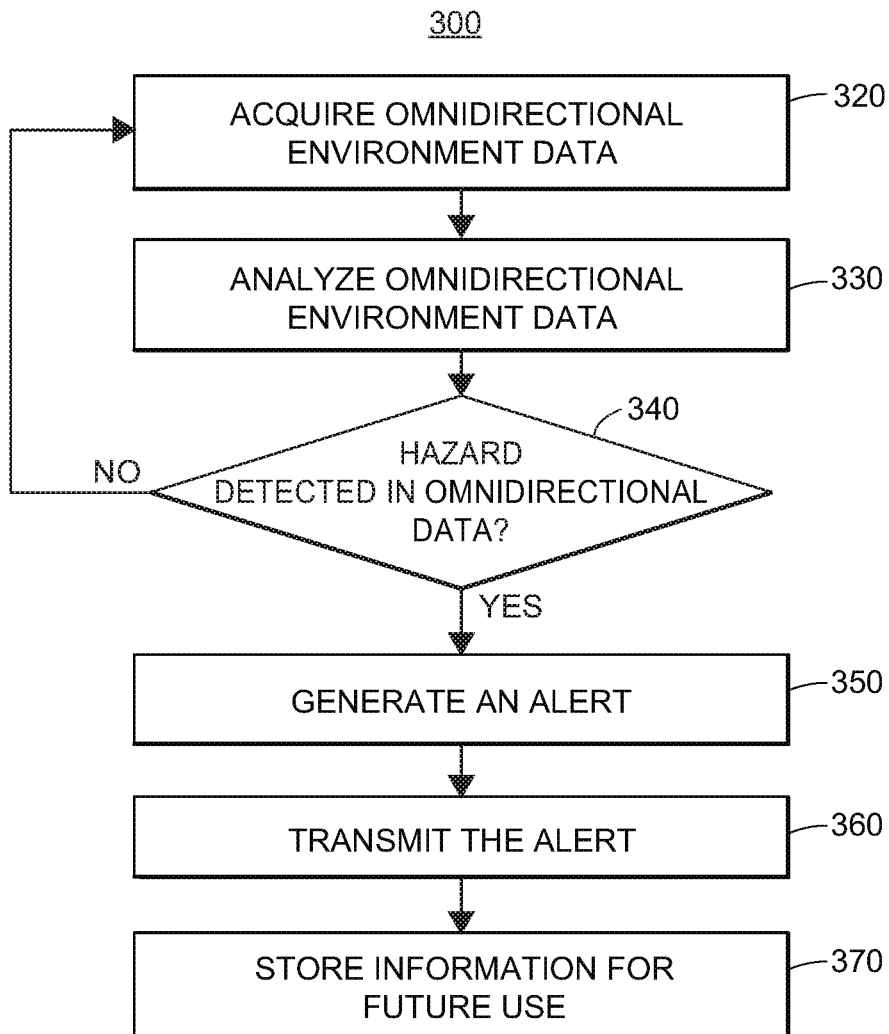 300
ACQUIRE OMNIDIRECTIONAL
ENVIRONMENT DATA
320
ANALYZE OMNIDIRECTIONAL
ENVIRONMENT DATA
330
340
HAZARD
DETECTED IN OMNIDIRECTIONAL
DATA?
NO
YES
GENERATE AN ALERT
350
TRANSMIT THE ALERT
360
STORE INFORMATION FOR
FUTURE USE
370